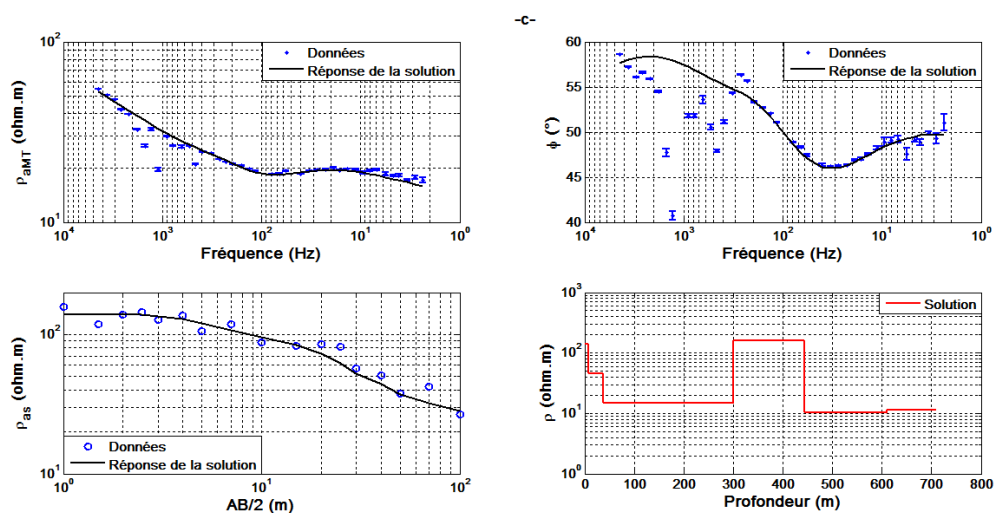 -c-
10²
10¹
ρaMT (ohm.m)
Données
Réponse de la solution
10⁴ 10³ 10² 10¹ 10⁰
Fréquence (Hz)
60
55
50
45
40
ϕ (°)
Données
Réponse de la solution
10⁴ 10³ 10² 10¹ 10⁰
Fréquence (Hz)
10²
10¹
ρas (ohm.m)
Données
Réponse de la solution
10⁰ 10¹ 10²
AB/2 (m)
10³
10²
10¹
10⁰
ρ (ohm.m)
Solution
0 100 200 300 400 500 600 700 800
Profondeur (m)